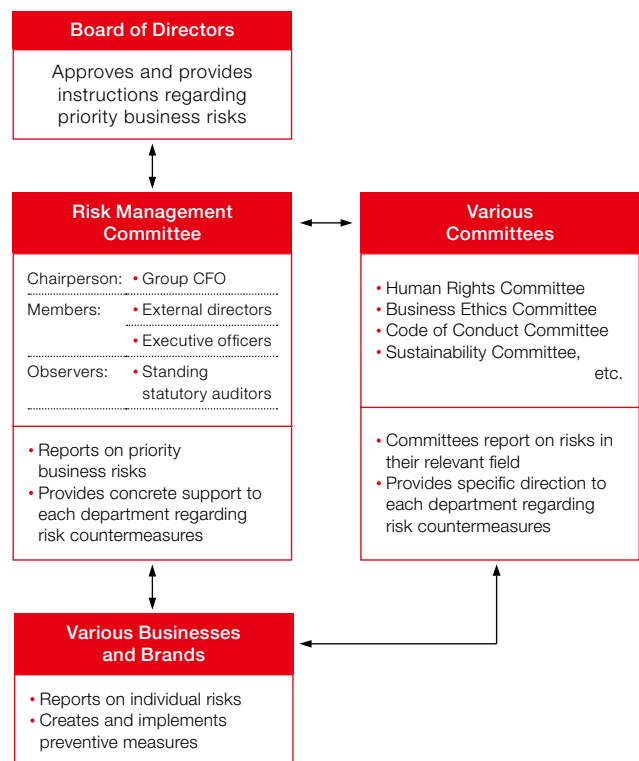 Board of Directors
Approves and provides
instructions regarding
priority business risks
Risk Management
Committee
Chairperson: • Group CFO
Members: • External directors
• Executive officers
Observers: • Standing
statutory auditors
• Reports on priority
business risks
• Provides concrete support to
each department regarding
risk countermeasures
Various
Committees
• Human Rights Committee
• Business Ethics Committee
• Code of Conduct Committee
• Sustainability Committee,
etc.
• Committees report on risks in
their relevant field
• Provides specific direction to
each department regarding
risk countermeasures
Various Businesses
and Brands
• Reports on individual risks
• Creates and implements
preventive measures